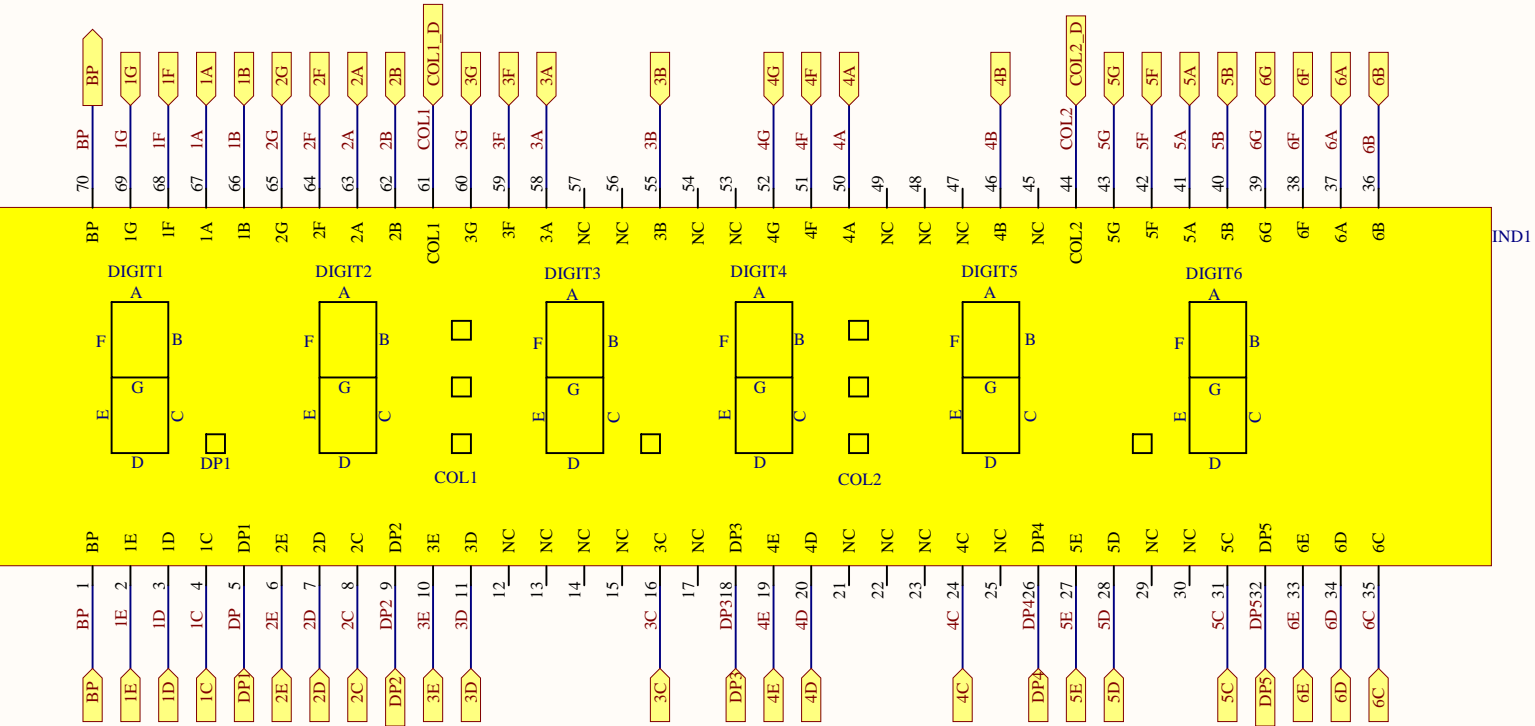 BP 1G 1F 1A 1B 2G 2F 2A 2B COL1_D 3G 3F 3A 3B 4G 4F 4A 4B COL2_D 5G 5F 5A 5B 6G 6F 6A 6B
BP 1G 1F 1A 1B 2G 2F 2A 2B COL1 3G 3F 3A 3B 4G 4F 4A 4B COL2 5G 5F 5A 5B 6G 6F 6A 6B
70 69 68 67 66 65 64 63 62 61 60 59 58 57 56 55 54 53 52 51 50 49 48 47 46 45 44 43 42 41 40 39 38 37 36
BP 1G 1F 1A 1B 2G 2F 2A 2B COL1 3G 3F 3A NC NC 3B NC NC 4G 4F 4A NC NC NC 4B NC COL2 5G 5F 5A 5B 6G 6F 6A 6B
IND1
DIGIT1 DIGIT2 DIGIT3 DIGIT4 DIGIT5 DIGIT6
A A A A A A
F B F B F B F B F B F B
G G G G G G
E C E C E C E C E C E C
D DP1 D D D D D
COL1 COL2
BP 1E 1D 1C DP1 2E 2D 2C DP2 3E 3D NC NC NC NC 3C NC DP3 4E 4D NC NC NC 4C NC DP4 5E 5D NC NC 5C DP5 6E 6D 6C
1 2 3 4 5 6 7 8 9 10 11 12 13 14 15 16 17 18 19 20 21 22 23 24 25 26 27 28 29 30 31 32 33 34 35
BP 1E 1D 1C DP 2E 2D 2C DP2 3E 3D 3C DP3 4E 4D 4C DP4 5E 5D 5C DP5 6E 6D 6C
BP 1E 1D 1C DP1 2E 2D 2C DP2 3E 3D 3C DP3 4E 4D 4C DP4 5E 5D 5C DP5 6E 6D 6C